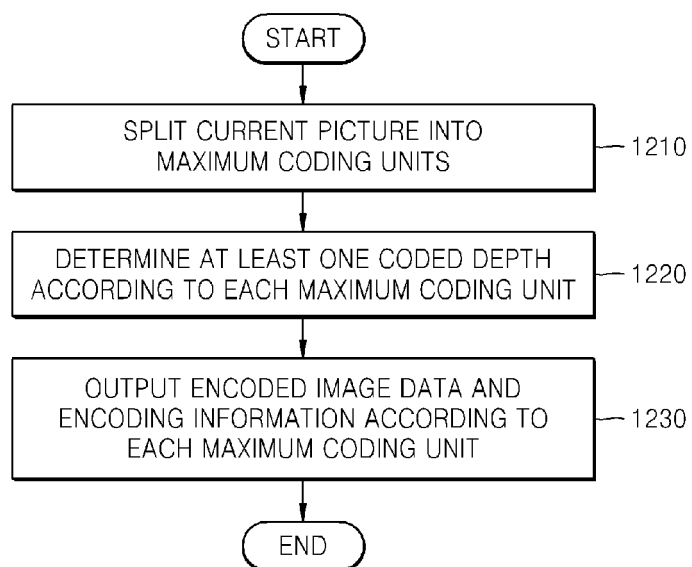 START
SPLIT CURRENT PICTURE INTO
MAXIMUM CODING UNITS
1210
DETERMINE AT LEAST ONE CODED DEPTH
ACCORDING TO EACH MAXIMUM CODING UNIT
1220
OUTPUT ENCODED IMAGE DATA AND
ENCODING INFORMATION ACCORDING TO
EACH MAXIMUM CODING UNIT
1230
END